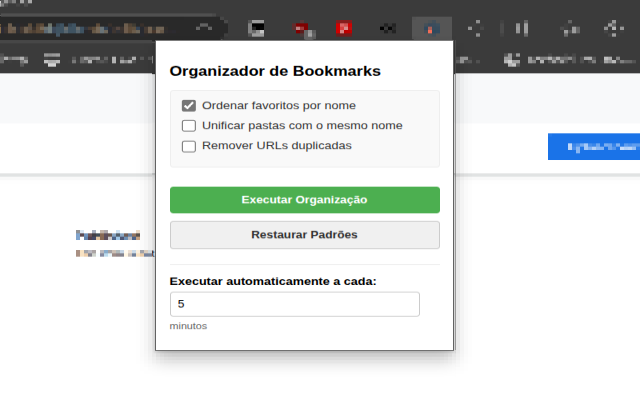 Organizador de Bookmarks
Ordenar favoritos por nome
Unificar pastas com o mesmo nome
Remover URLs duplicadas
Executar Organização
Restaurar Padrões
Executar automaticamente a cada:
5
minutos